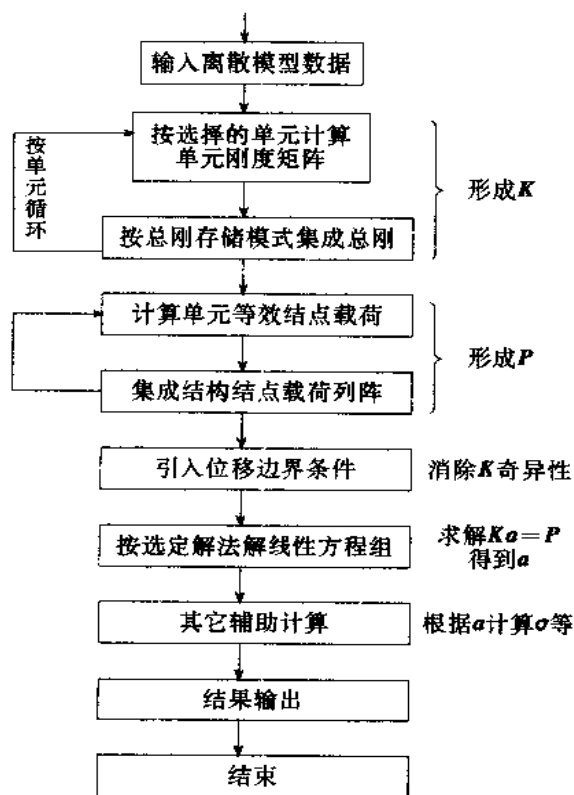 输入离散模型数据
按选择的单元计算
单元刚度矩阵
按单元循环
形成K
按总刚存储模式集成总刚
计算单元等效结点载荷
形成P
集成结构结点载荷列阵
引入位移边界条件
消除K奇异性
按选定解法解线性方程组
求解Ka=P
得到a
其它辅助计算
根据a计算σ等
结果输出
结束